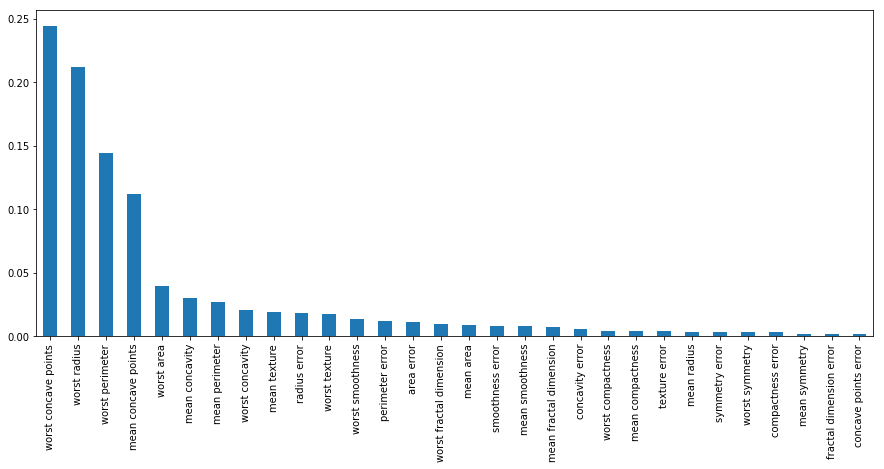 0.25
0.20
0.15
0.10
0.05
0.00
worst concave points
worst radius
worst perimeter
mean concave points
worst area
mean concavity
mean perimeter
worst concavity
mean texture
radius error
worst texture
worst smoothness
perimeter error
area error
worst fractal dimension
mean area
smoothness error
mean smoothness
mean fractal dimension
concavity error
worst compactness
mean compactness
texture error
mean radius
symmetry error
worst symmetry
compactness error
mean symmetry
fractal dimension error
concave points error